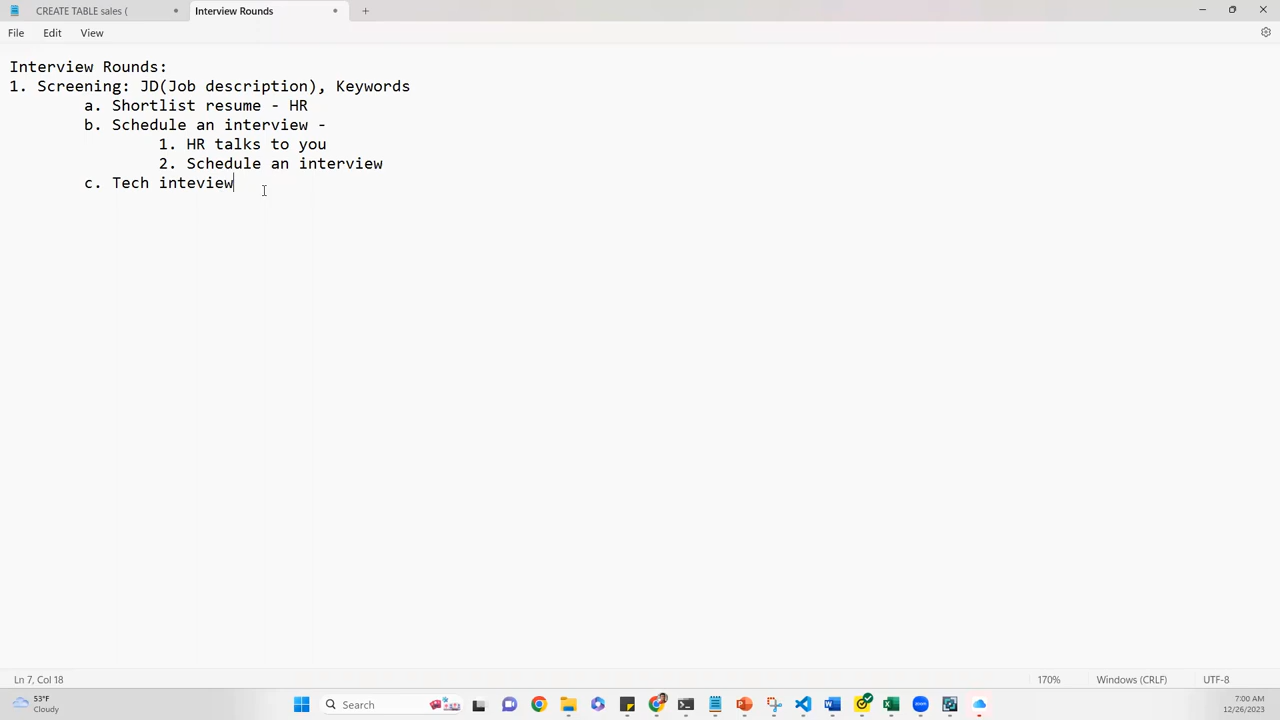 CREATE TABLE sales (
Interview Rounds
File Edit View
Interview Rounds:
1. Screening: JD(Job description), Keywords
a. Shortlist resume - HR
b. Schedule an interview -
1. HR talks to you
2. Schedule an interview
c. Tech inteview
Ln 7, Col 18
170%
Windows (CRLF)
UTF-8
53°F
Cloudy
Search
7:00 AM
12/26/2023